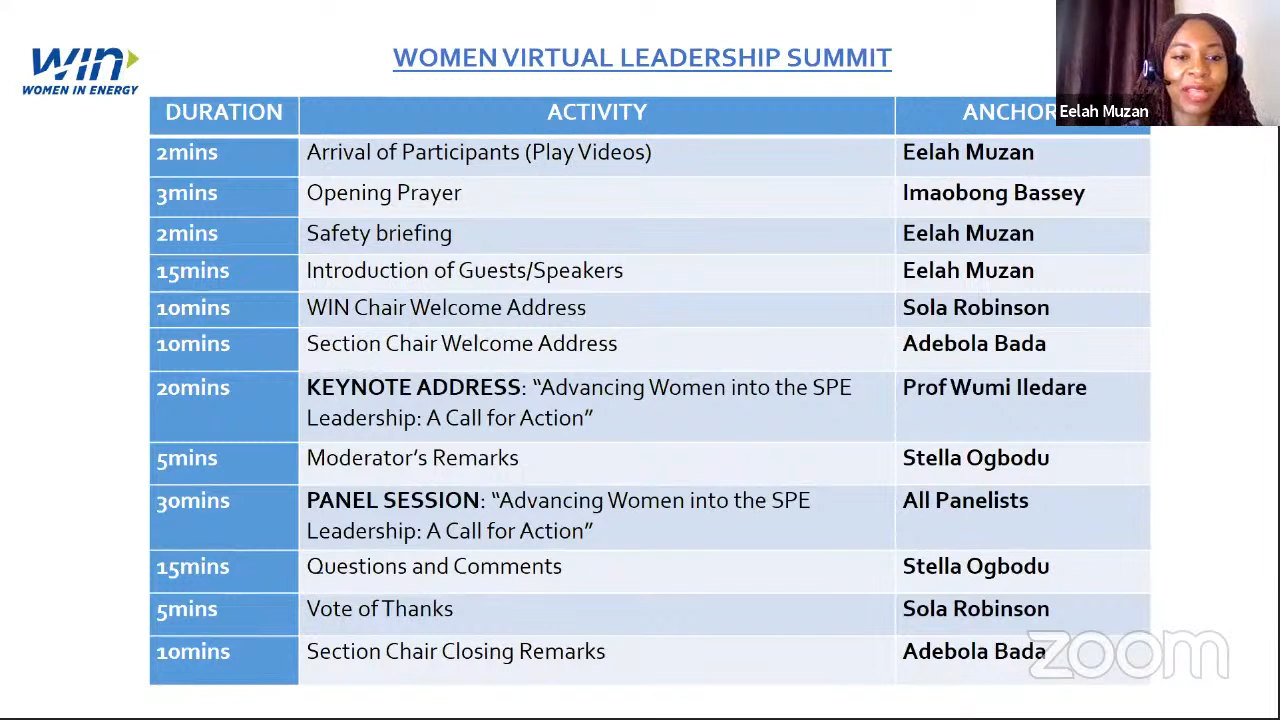 win
WOMEN IN ENERGY
WOMEN VIRTUAL LEADERSHIP SUMMIT
Eelah Muzan
DURATION ACTIVITY ANCHOR
2mins Arrival of Participants (Play Videos) Eelah Muzan
3mins Opening Prayer Imaobong Bassey
2mins Safety briefing Eelah Muzan
15mins Introduction of Guests/Speakers Eelah Muzan
10mins WIN Chair Welcome Address Sola Robinson
10mins Section Chair Welcome Address Adebola Bada
20mins KEYNOTE ADDRESS: “Advancing Women into the SPE Prof Wumi Iledare
Leadership: A Call for Action”
5mins Moderator’s Remarks Stella Ogbodu
30mins PANEL SESSION: “Advancing Women into the SPE All Panelists
Leadership: A Call for Action”
15mins Questions and Comments Stella Ogbodu
5mins Vote of Thanks Sola Robinson
10mins Section Chair Closing Remarks Adebola Bada
zoom